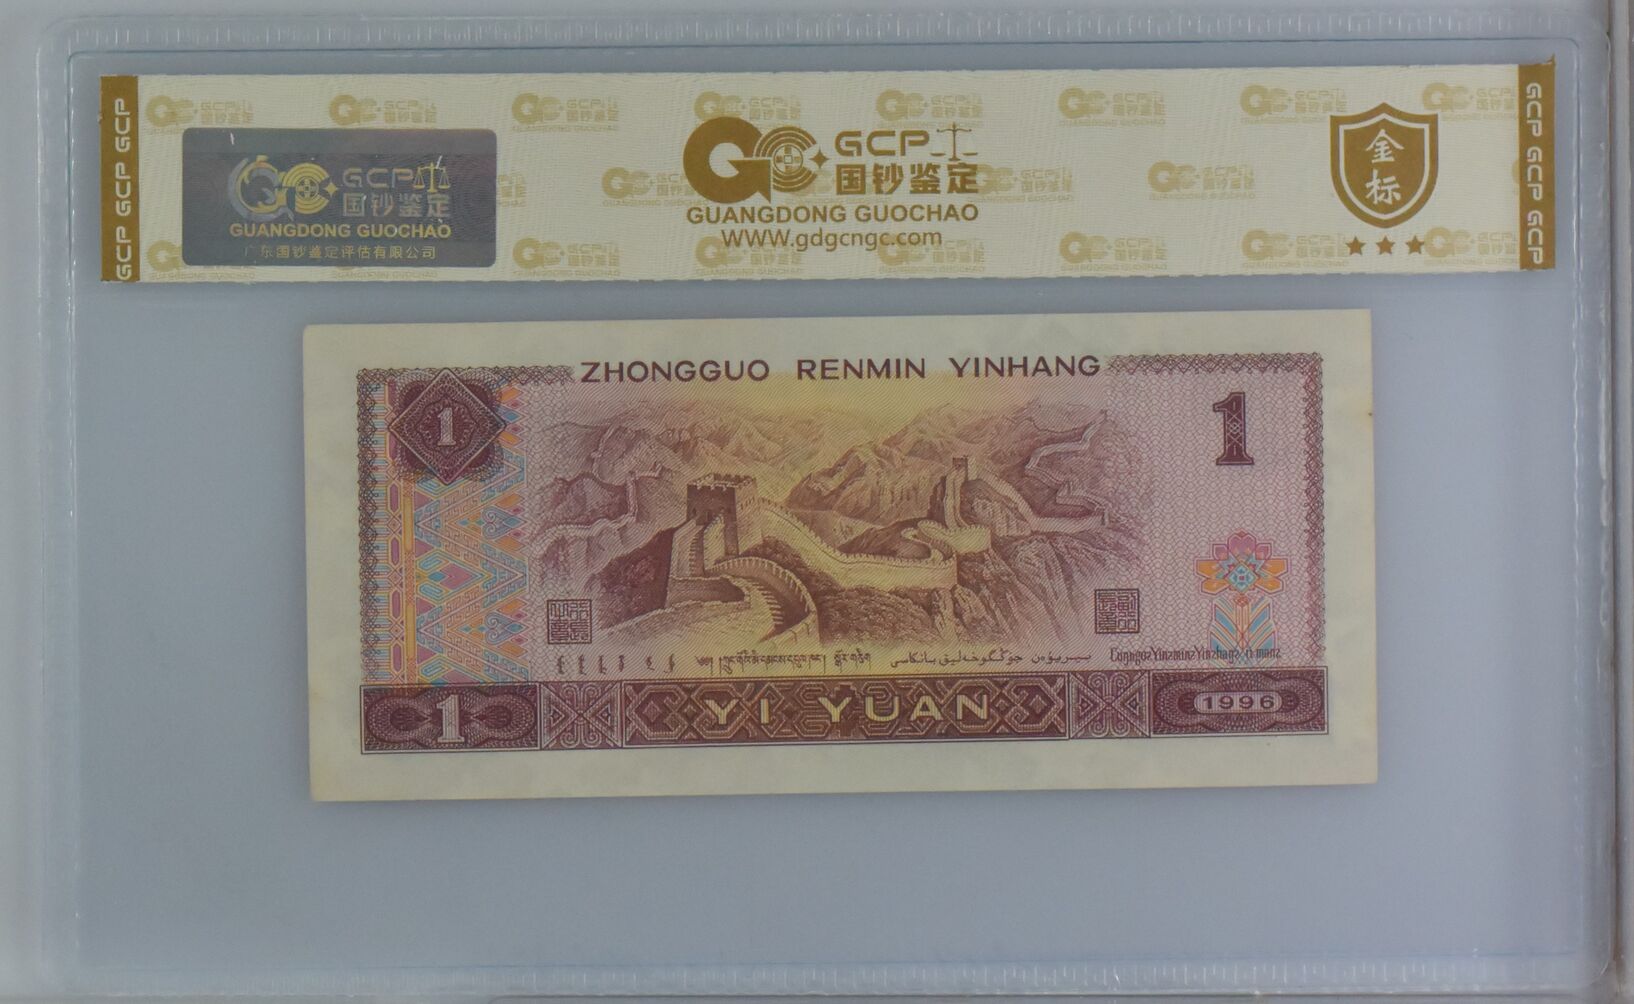 GCP GCP GCP
GCP
国钞鉴定
GUANGDONG GUOCHAO
广东国钞鉴定评估有限公司
GCP
国钞鉴定
GUANGDONG GUOCHAO
WWW.gdgcngc.com
金
标
GCP GCP GCP
ZHONGGUO RENMIN YINHANG
1
1
1
YI YUAN
1996